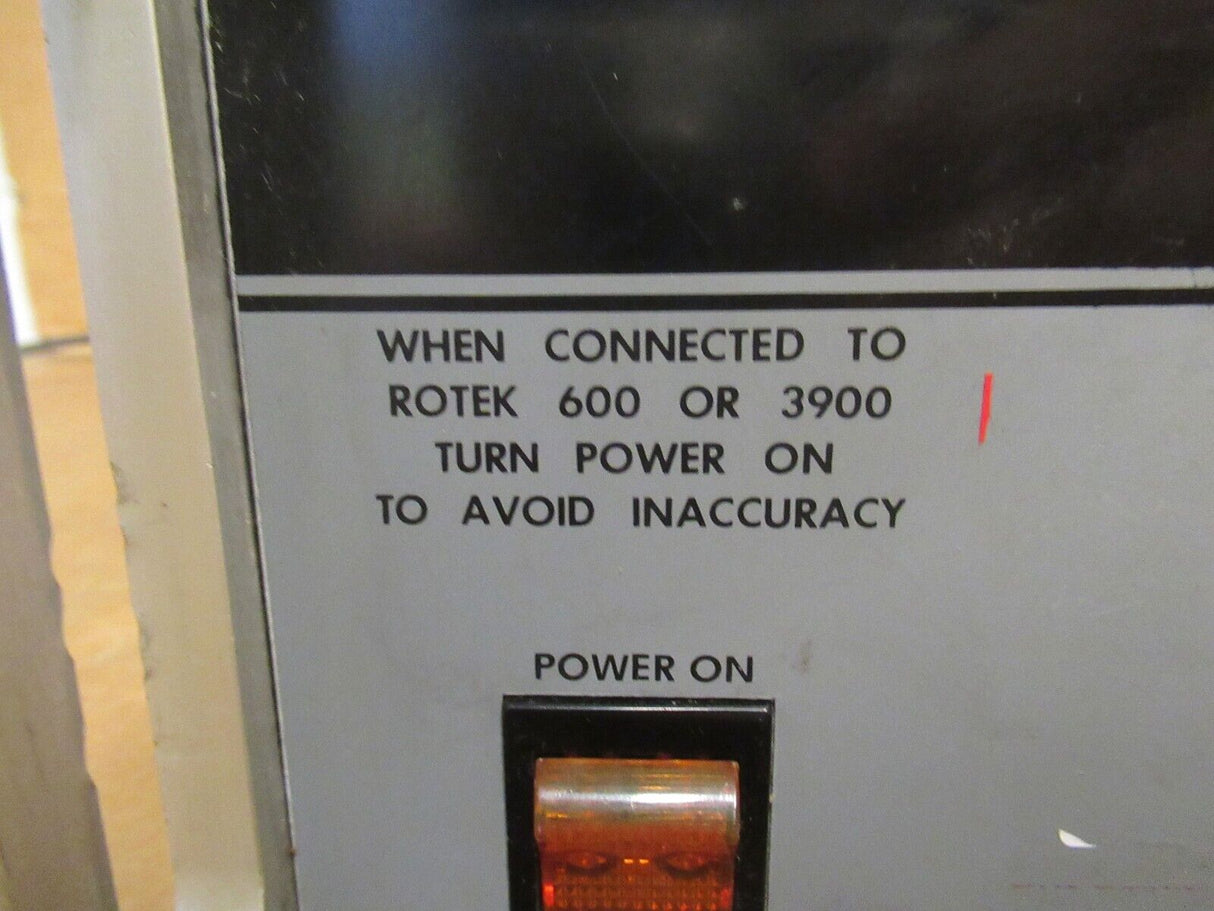 WHEN CONNECTED TO
ROTEK 600 OR 3900
TURN POWER ON
TO AVOID INACCURACY
POWER ON